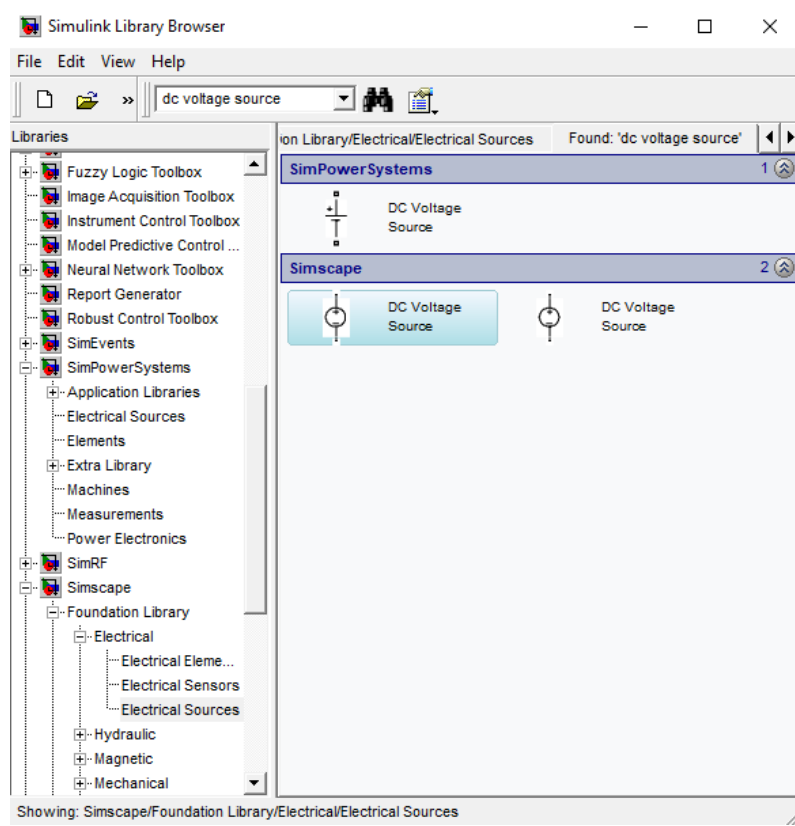 Simulink Library Browser
File Edit View Help
» dc voltage source
Libraries
ion Library/Electrical/Electrical Sources Found: 'dc voltage source'
Fuzzy Logic Toolbox
Image Acquisition Toolbox
Instrument Control Toolbox
Model Predictive Control ...
Neural Network Toolbox
Report Generator
Robust Control Toolbox
SimEvents
SimPowerSystems
Application Libraries
Electrical Sources
Elements
Extra Library
Machines
Measurements
Power Electronics
SimRF
Simscape
Foundation Library
Electrical
Electrical Eleme...
Electrical Sensors
Electrical Sources
Hydraulic
Magnetic
Mechanical
SimPowerSystems 1
DC Voltage
Source
Simscape 2
DC Voltage
Source
DC Voltage
Source
Showing: Simscape/Foundation Library/Electrical/Electrical Sources